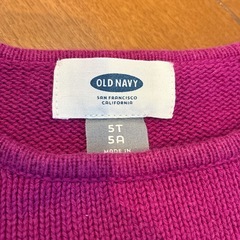 OLD NAVY
SAN FRANCISCO
CALIFORNIA
5T
5A
MADE IN